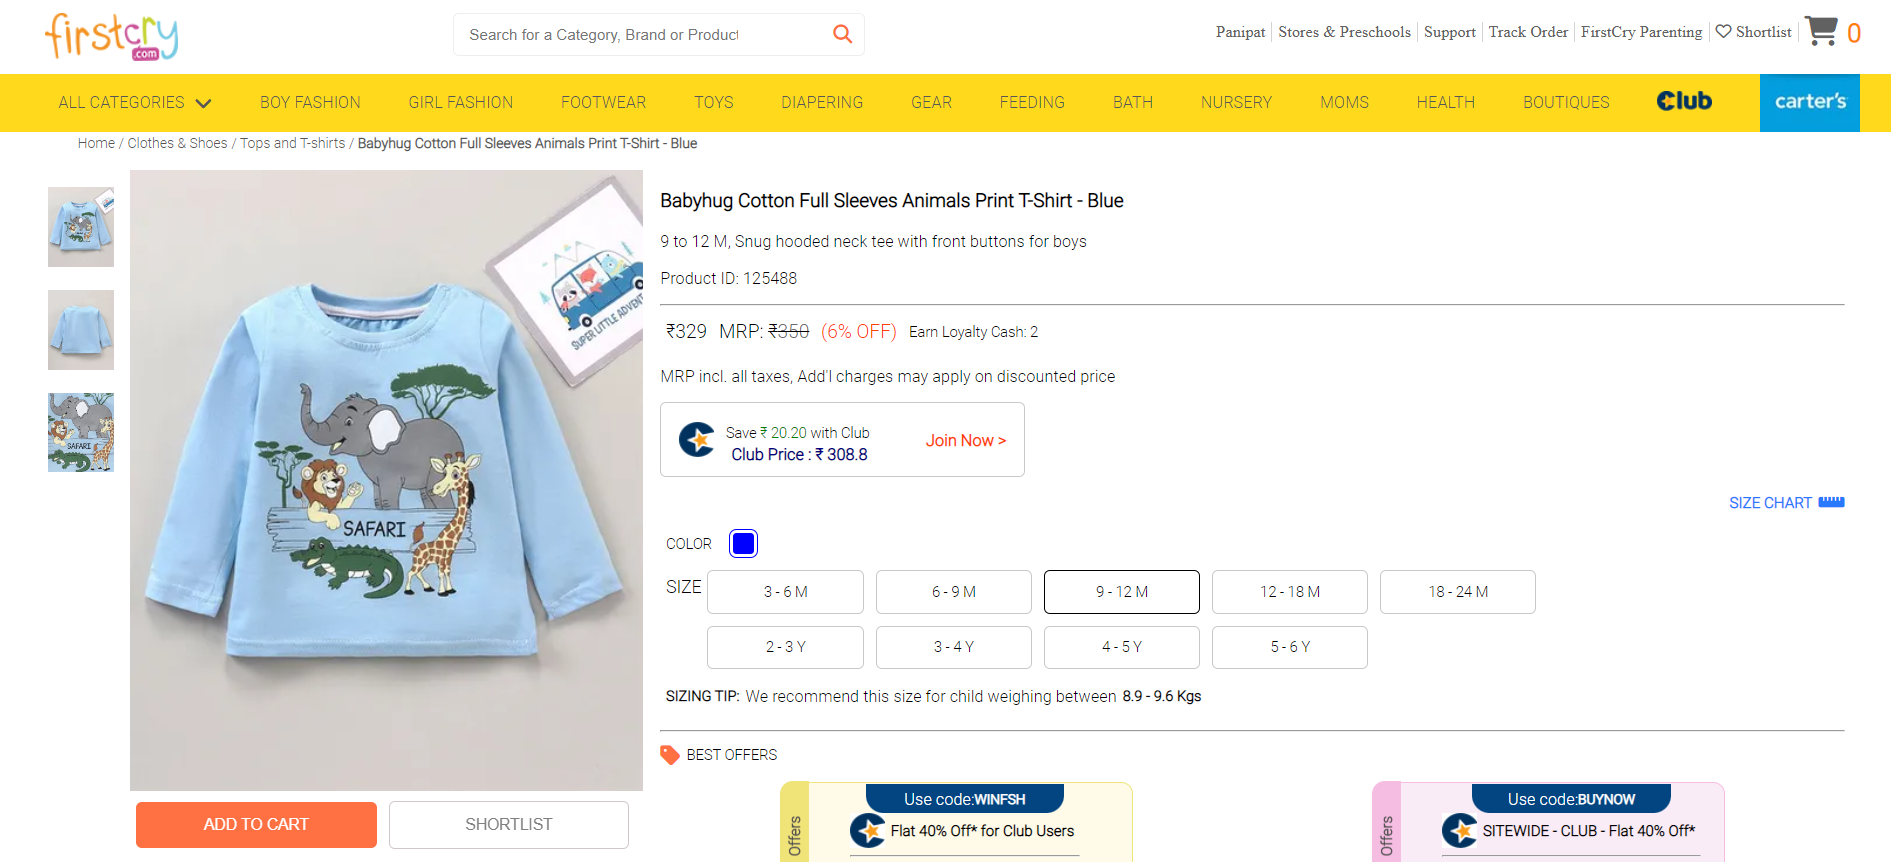 firstcry
.com
Search for a Category, Brand or Product
Panipat
Stores & Preschools
Support
Track Order
FirstCry Parenting
Shortlist
0
ALL CATEGORIES
BOY FASHION
GIRL FASHION
FOOTWEAR
TOYS
DIAPERING
GEAR
FEEDING
BATH
NURSERY
MOMS
HEALTH
BOUTIQUES
Club
carter's
Home / Clothes & Shoes / Tops and T-shirts / Babyhug Cotton Full Sleeves Animals Print T-Shirt - Blue
SUPER LITTLE ADVENT
SAFARI
SAFARI
ADD TO CART
SHORTLIST
Babyhug Cotton Full Sleeves Animals Print T-Shirt - Blue
9 to 12 M, Snug hooded neck tee with front buttons for boys
Product ID: 125488
₹329 MRP: ₹350 (6% OFF) Earn Loyalty Cash: 2
MRP incl. all taxes, Add'l charges may apply on discounted price
Save ₹ 20.20 with Club
Club Price : ₹ 308.8
Join Now >
SIZE CHART
COLOR
SIZE
3 - 6 M
6 - 9 M
9 - 12 M
12 - 18 M
18 - 24 M
2 - 3 Y
3 - 4 Y
4 - 5 Y
5 - 6 Y
SIZING TIP: We recommend this size for child weighing between 8.9 - 9.6 Kgs
BEST OFFERS
Offers
Use code:WINFSH
Flat 40% Off* for Club Users
Offers
Use code:BUYNOW
SITEWIDE - CLUB - Flat 40% Off*